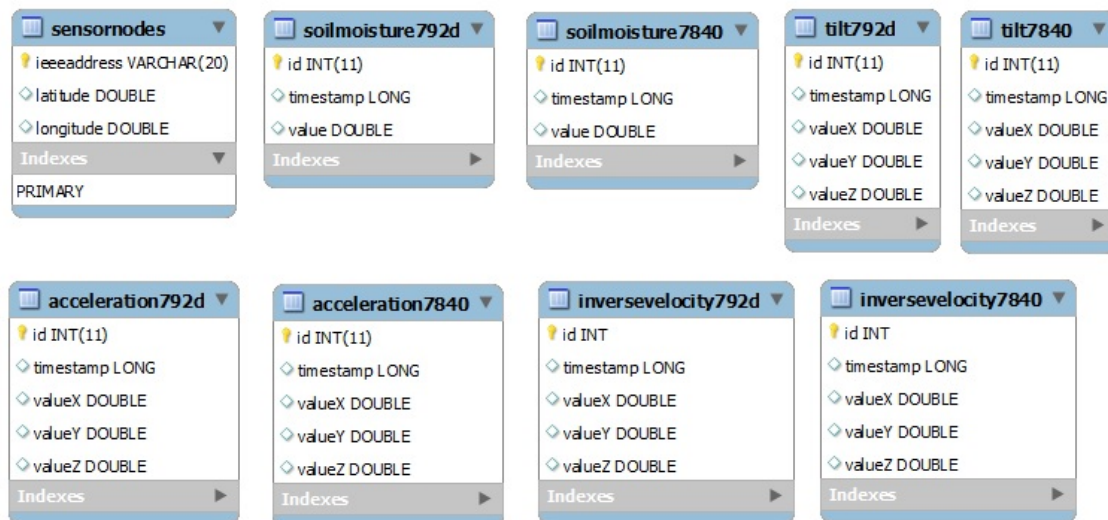 sensornodes
ieeeaddress VARCHAR(20)
latitude DOUBLE
longitude DOUBLE
Indexes
PRIMARY
soilmoisture792d
id INT(11)
timestamp LONG
value DOUBLE
Indexes
soilmoisture7840
id INT(11)
timestamp LONG
value DOUBLE
Indexes
tilt792d
id INT(11)
timestamp LONG
valueX DOUBLE
valueY DOUBLE
valueZ DOUBLE
Indexes
tilt7840
id INT(11)
timestamp LONG
valueX DOUBLE
valueY DOUBLE
valueZ DOUBLE
Indexes
acceleration792d
id INT(11)
timestamp LONG
valueX DOUBLE
valueY DOUBLE
valueZ DOUBLE
Indexes
acceleration7840
id INT(11)
timestamp LONG
valueX DOUBLE
valueY DOUBLE
valueZ DOUBLE
Indexes
inversevelocity792d
id INT
timestamp LONG
valueX DOUBLE
valueY DOUBLE
valueZ DOUBLE
Indexes
inversevelocity7840
id INT
timestamp LONG
valueX DOUBLE
valueY DOUBLE
valueZ DOUBLE
Indexes